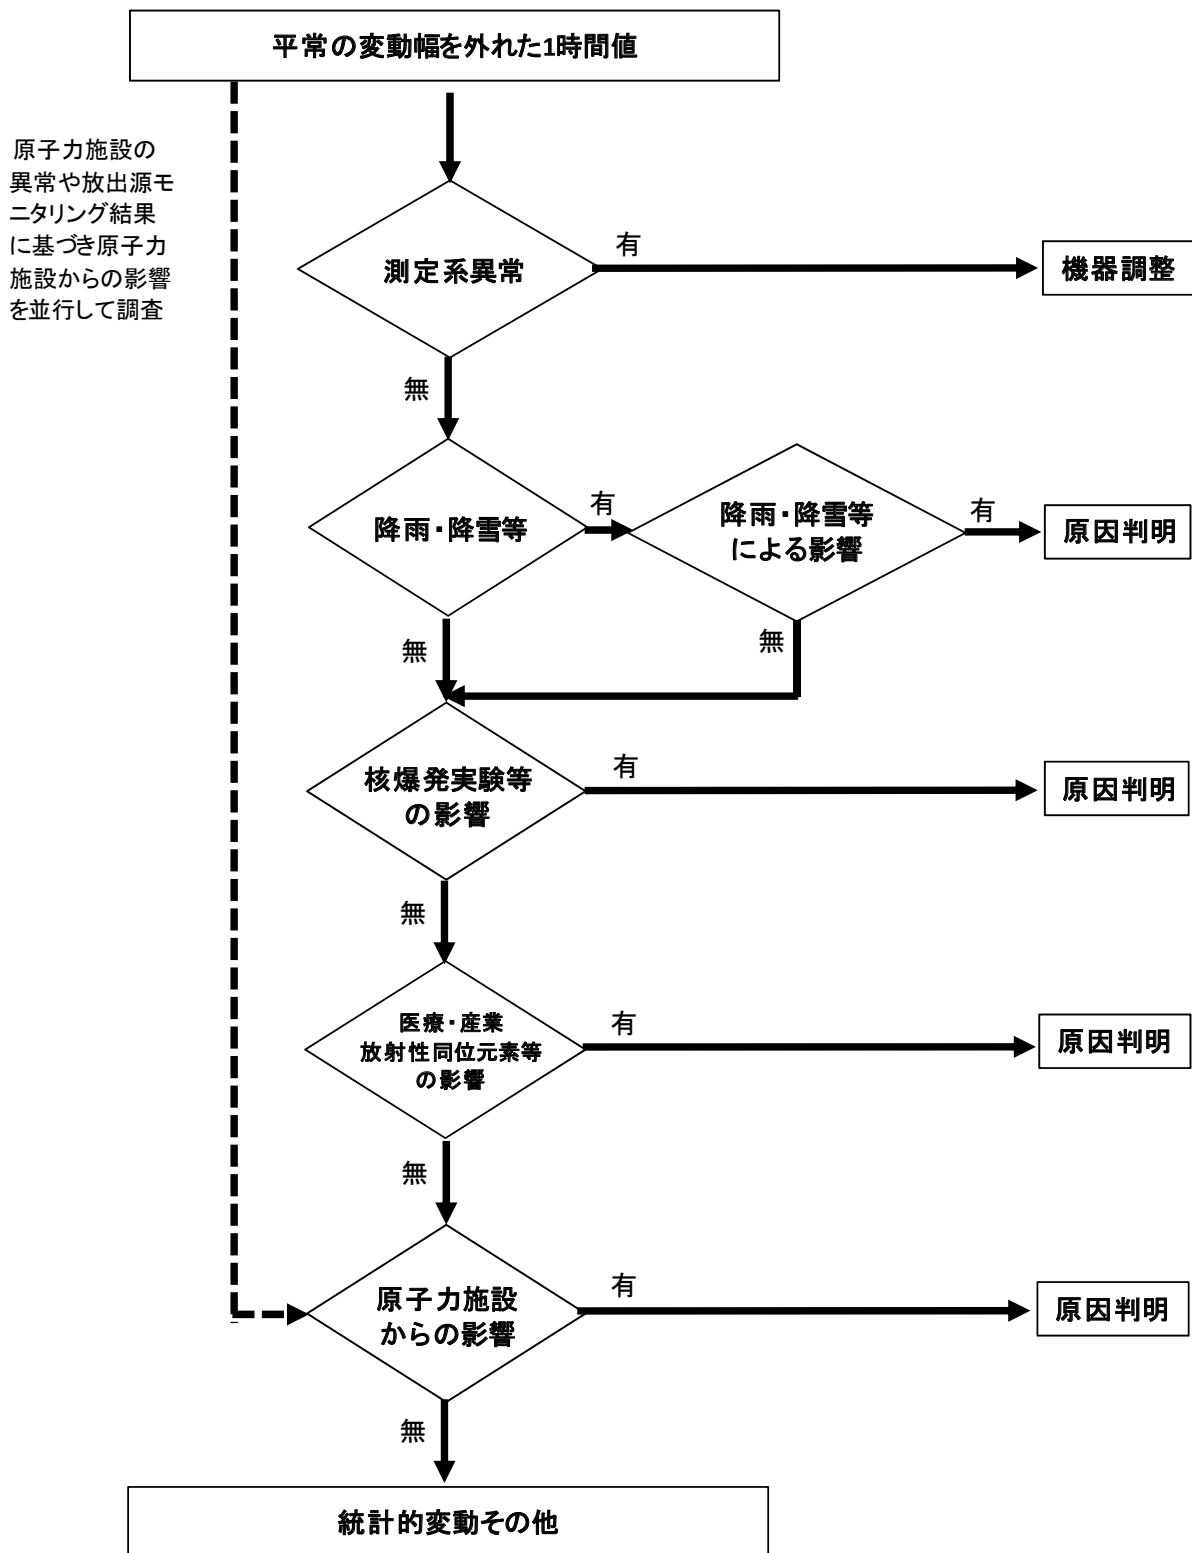 平常の変動幅を外れた1時間値
原子力施設の
異常や放出源モ
ニタリング結果
に基づき原子力
施設からの影響
を並行して調査
測定系異常
有
機器調整
無
降雨・降雪等
有
降雨・降雪等
による影響
有
原因判明
無
無
核爆発実験等
の影響
有
原因判明
無
医療・産業
放射性同位元素等
の影響
有
原因判明
無
原子力施設
からの影響
有
原因判明
無
統計的変動その他